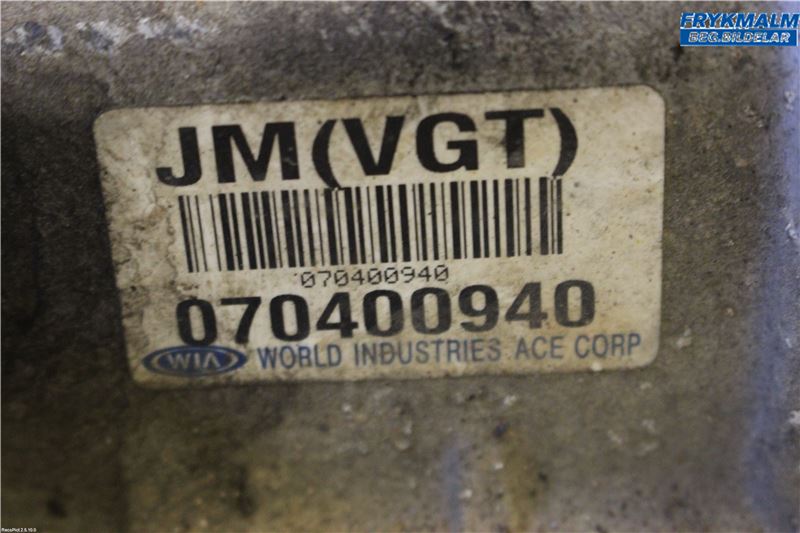 FRYKMALM
BEG.BILDELAR
JM(VGT)
070400940
070400940
WIA WORLD INDUSTRIES ACE CORP